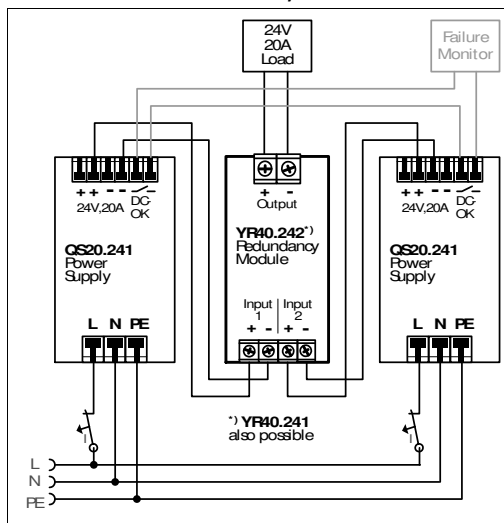 24V
20A
Load
Failure
Monitor
+ + - -
24V,20A
DC-
OK
QS20.241
Power
Supply
L N PE
+ -
Output
YR40.242*)
Redundancy
Module
Input
1
Input
2
+ - + -
+ + - -
24V,20A
DC-
OK
QS20.241
Power
Supply
L N PE
I
I
*) YR40.241
also possible
L
N
PE